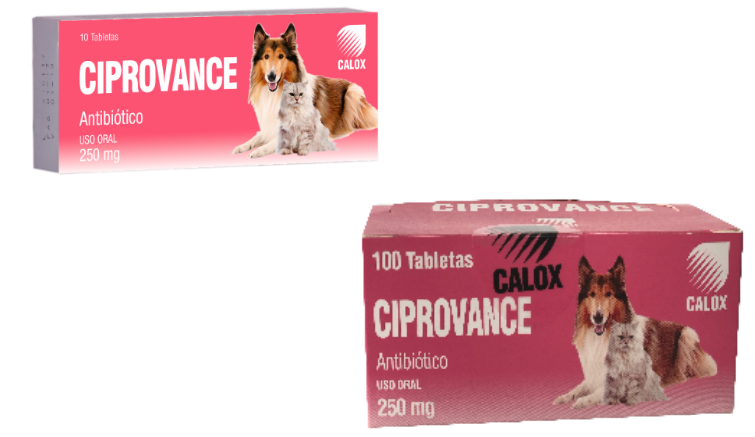 10 Tabletas
CALOX
CIPROVANCE
Antibiótico
USO ORAL
250 mg
CIPROVANCE
100 Tabletas
CALOX
CALOX
CIPROVANCE
Antibiótico
USO ORAL
250 mg